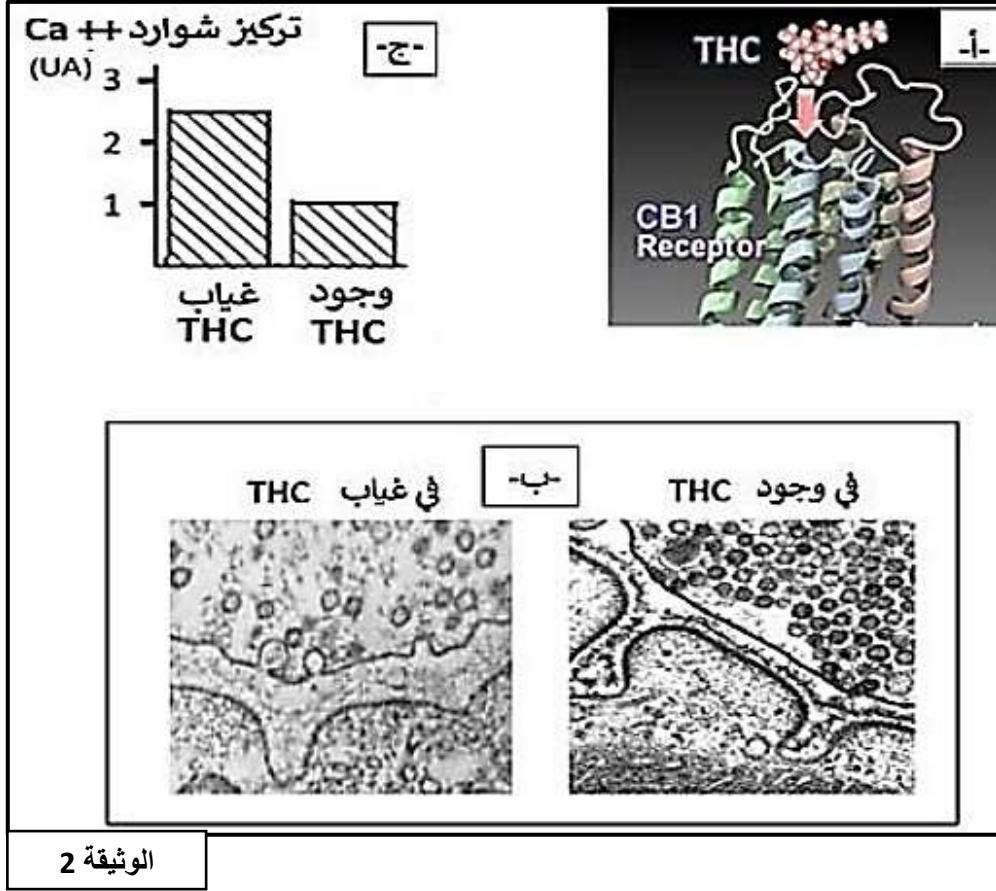 -أ-
THC
CB1
Receptor
-ج-
تركيز شوارد Ca ++
(UA)
3
2
1
غياب
THC
وجود
THC
-ب-
في وجود THC
في غياب THC
الوثيقة 2